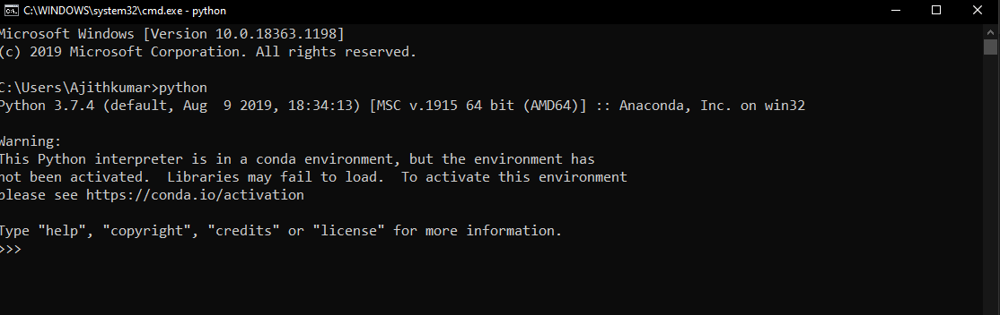 C:\WINDOWS\system32\cmd.exe - python
Microsoft Windows [Version 10.0.18363.1198]
(c) 2019 Microsoft Corporation. All rights reserved.
C:\Users\Ajithkumar>python
Python 3.7.4 (default, Aug  9 2019, 18:34:13) [MSC v.1915 64 bit (AMD64)] :: Anaconda, Inc. on win32
Warning:
This Python interpreter is in a conda environment, but the environment has
not been activated.  Libraries may fail to load.  To activate this environment
please see https://conda.io/activation
Type "help", "copyright", "credits" or "license" for more information.
>>>